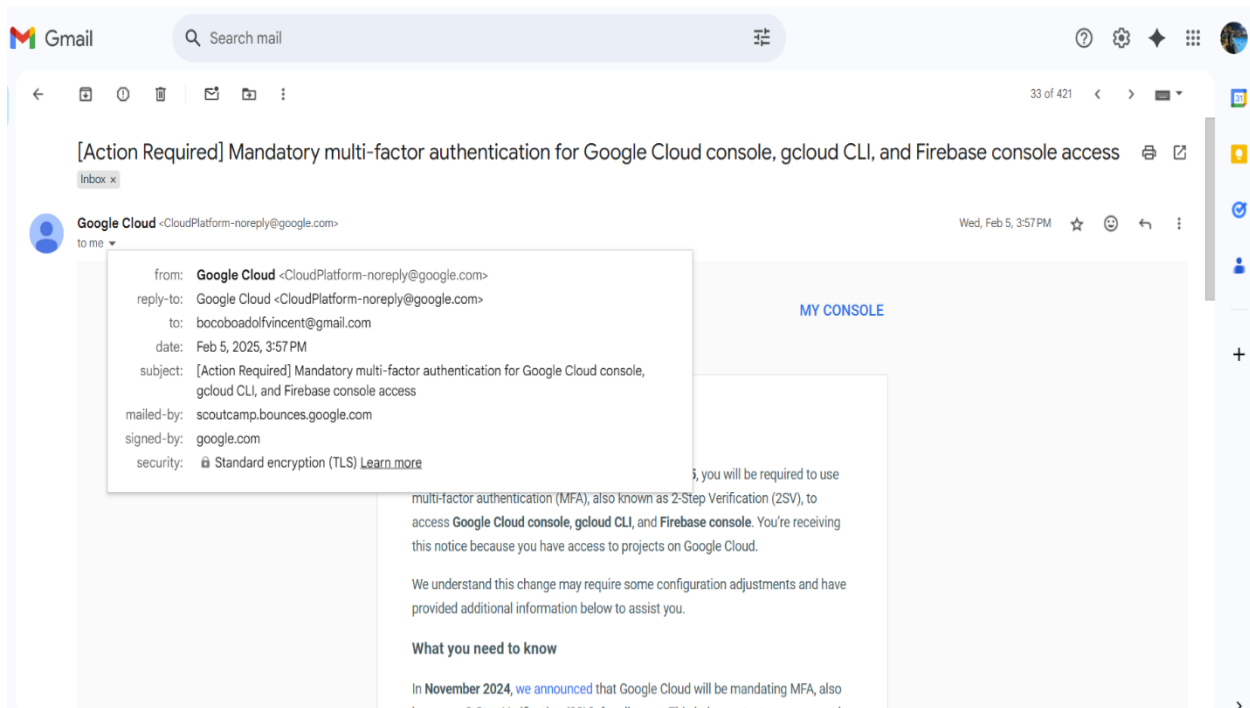 Gmail
Search mail
33 of 421
[Action Required] Mandatory multi-factor authentication for Google Cloud console, gcloud CLI, and Firebase console access
Inbox x
Google Cloud <CloudPlatform-noreply@google.com>
Wed, Feb 5, 3:57 PM
to me
from: Google Cloud <CloudPlatform-noreply@google.com>
reply-to: Google Cloud <CloudPlatform-noreply@google.com>
to: bocoboadolfvincent@gmail.com
date: Feb 5, 2025, 3:57 PM
subject: [Action Required] Mandatory multi-factor authentication for Google Cloud console,
gcloud CLI, and Firebase console access
mailed-by: scoutcamp.bounces.google.com
signed-by: google.com
security: Standard encryption (TLS) Learn more
MY CONSOLE
5, you will be required to use
multi-factor authentication (MFA), also known as 2-Step Verification (2SV), to
access Google Cloud console, gcloud CLI, and Firebase console. You're receiving
this notice because you have access to projects on Google Cloud.
We understand this change may require some configuration adjustments and have
provided additional information below to assist you.
What you need to know
In November 2024, we announced that Google Cloud will be mandating MFA, also
31